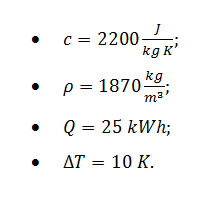 • c = 2200 J/(kg K);
• ρ = 1870 kg/m³;
• Q = 25 kWh;
• ΔT = 10 K.